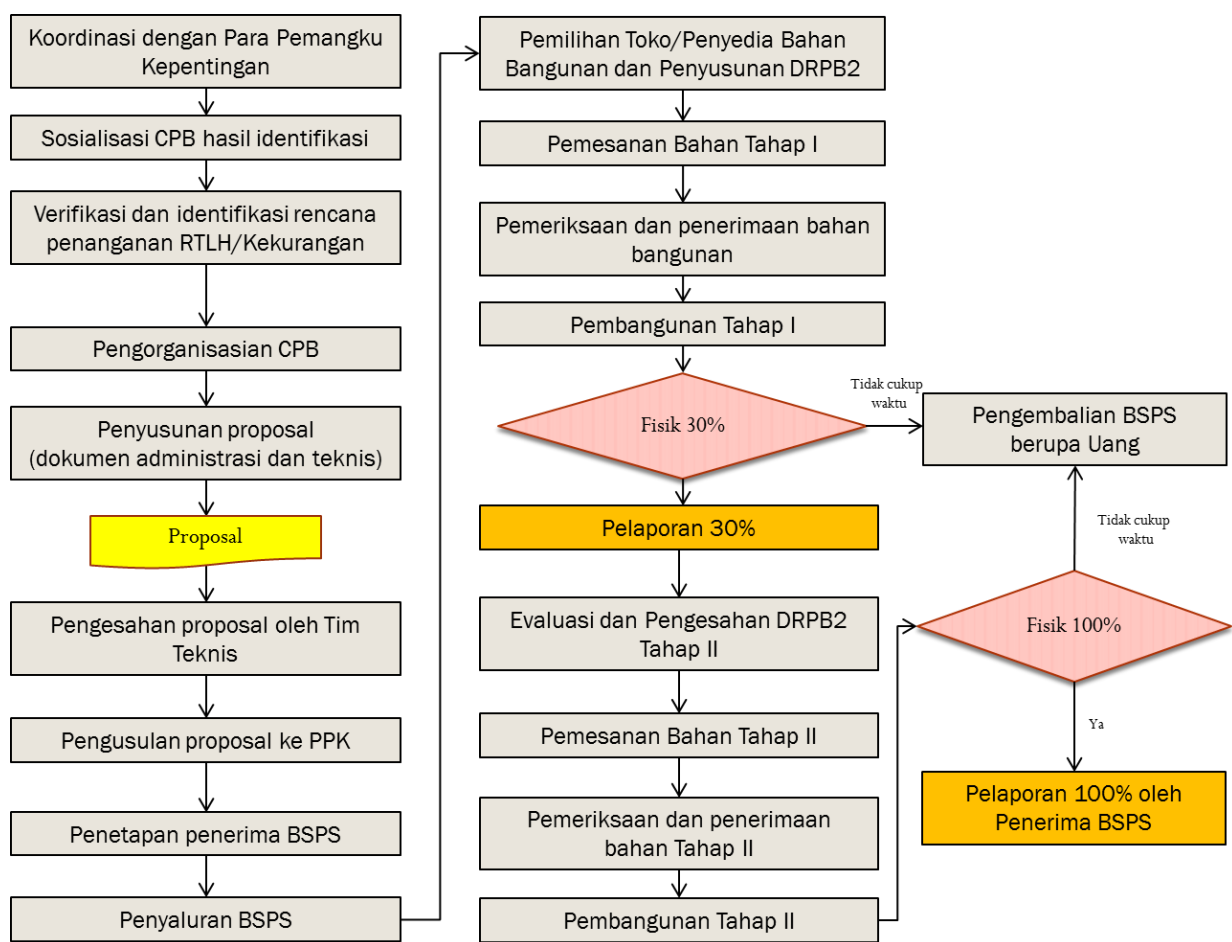 Koordinasi dengan Para Pemangku
Kepentingan
Sosialisasi CPB hasil identifikasi
Verifikasi dan identifikasi rencana
penanganan RTLH/Kekurangan
Pengorganisasian CPB
Penyusunan proposal
(dokumen administrasi dan teknis)
Proposal
Pengesahan proposal oleh Tim
Teknis
Pengusulan proposal ke PPK
Penetapan penerima BSPS
Penyaluran BSPS
Pemilihan Toko/Penyedia Bahan
Bangunan dan Penyusunan DRPB2
Pemesanan Bahan Tahap I
Pemeriksaan dan penerimaan bahan
bangunan
Pembangunan Tahap I
Fisik 30%
Tidak cukup
waktu
Pengembalian BSPS
berupa Uang
Pelaporan 30%
Evaluasi dan Pengesahan DRPB2
Tahap II
Pemesanan Bahan Tahap II
Pemeriksaan dan penerimaan
bahan Tahap II
Pembangunan Tahap II
Fisik 100%
Tidak cukup
waktu
Ya
Pelaporan 100% oleh
Penerima BSPS